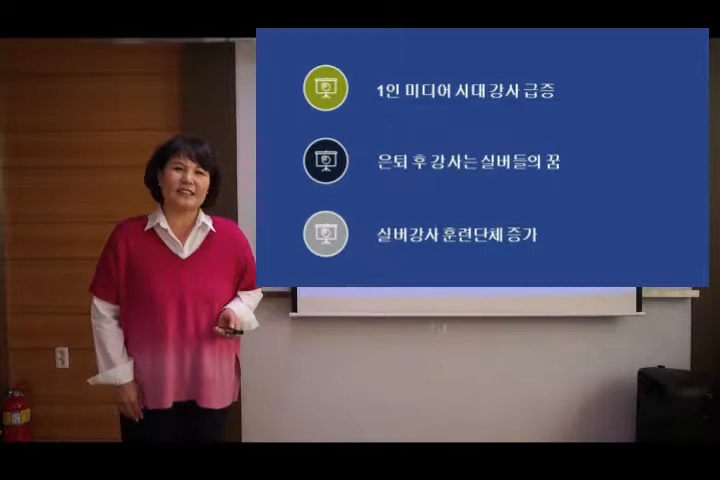 1인 미디어 시대 강사 급증
은퇴 후 강사는 실버들의 꿈
실버강사 훈련단체 증가